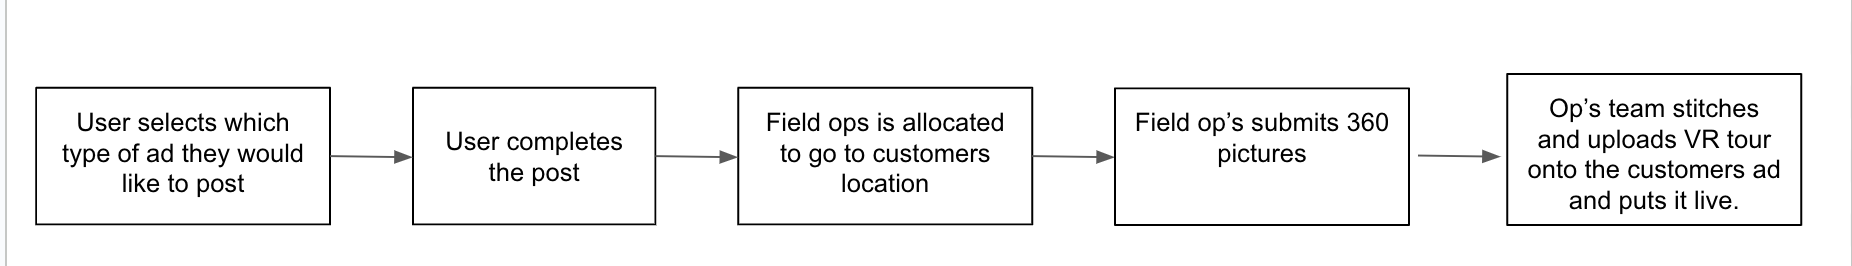 User selects which
type of ad they would
like to post
User completes
the post
Field ops is allocated
to go to customers
location
Field op’s submits 360
pictures
Op’s team stitches
and uploads VR tour
onto the customers ad
and puts it live.